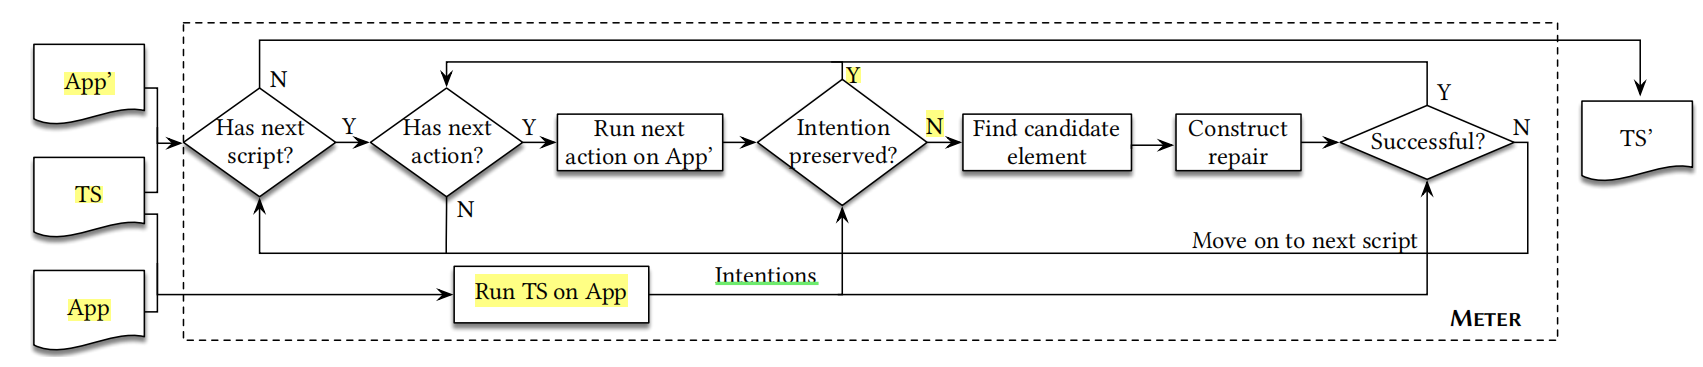 App’
TS
App
N
Has next
script?
Y
Has next
action?
Y
N
Run next
action on App’
Y
Intention
preserved?
N
Find candidate
element
Construct
repair
Y
Successful?
N
TS’
Move on to next script
Intentions
Run TS on App
METER